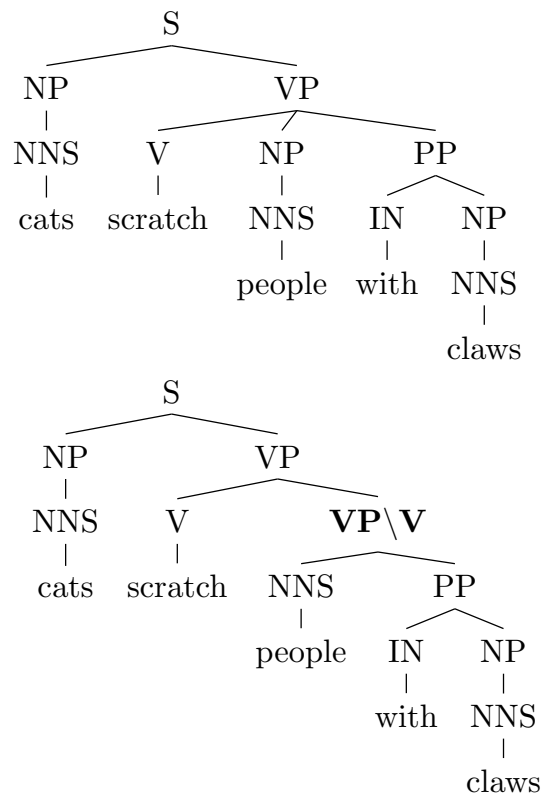 S
NP VP
NNS V NP PP
cats scratch NNS IN NP
people with NNS
claws
S
NP VP
NNS V VP\V
cats scratch NNS PP
people IN NP
with NNS
claws